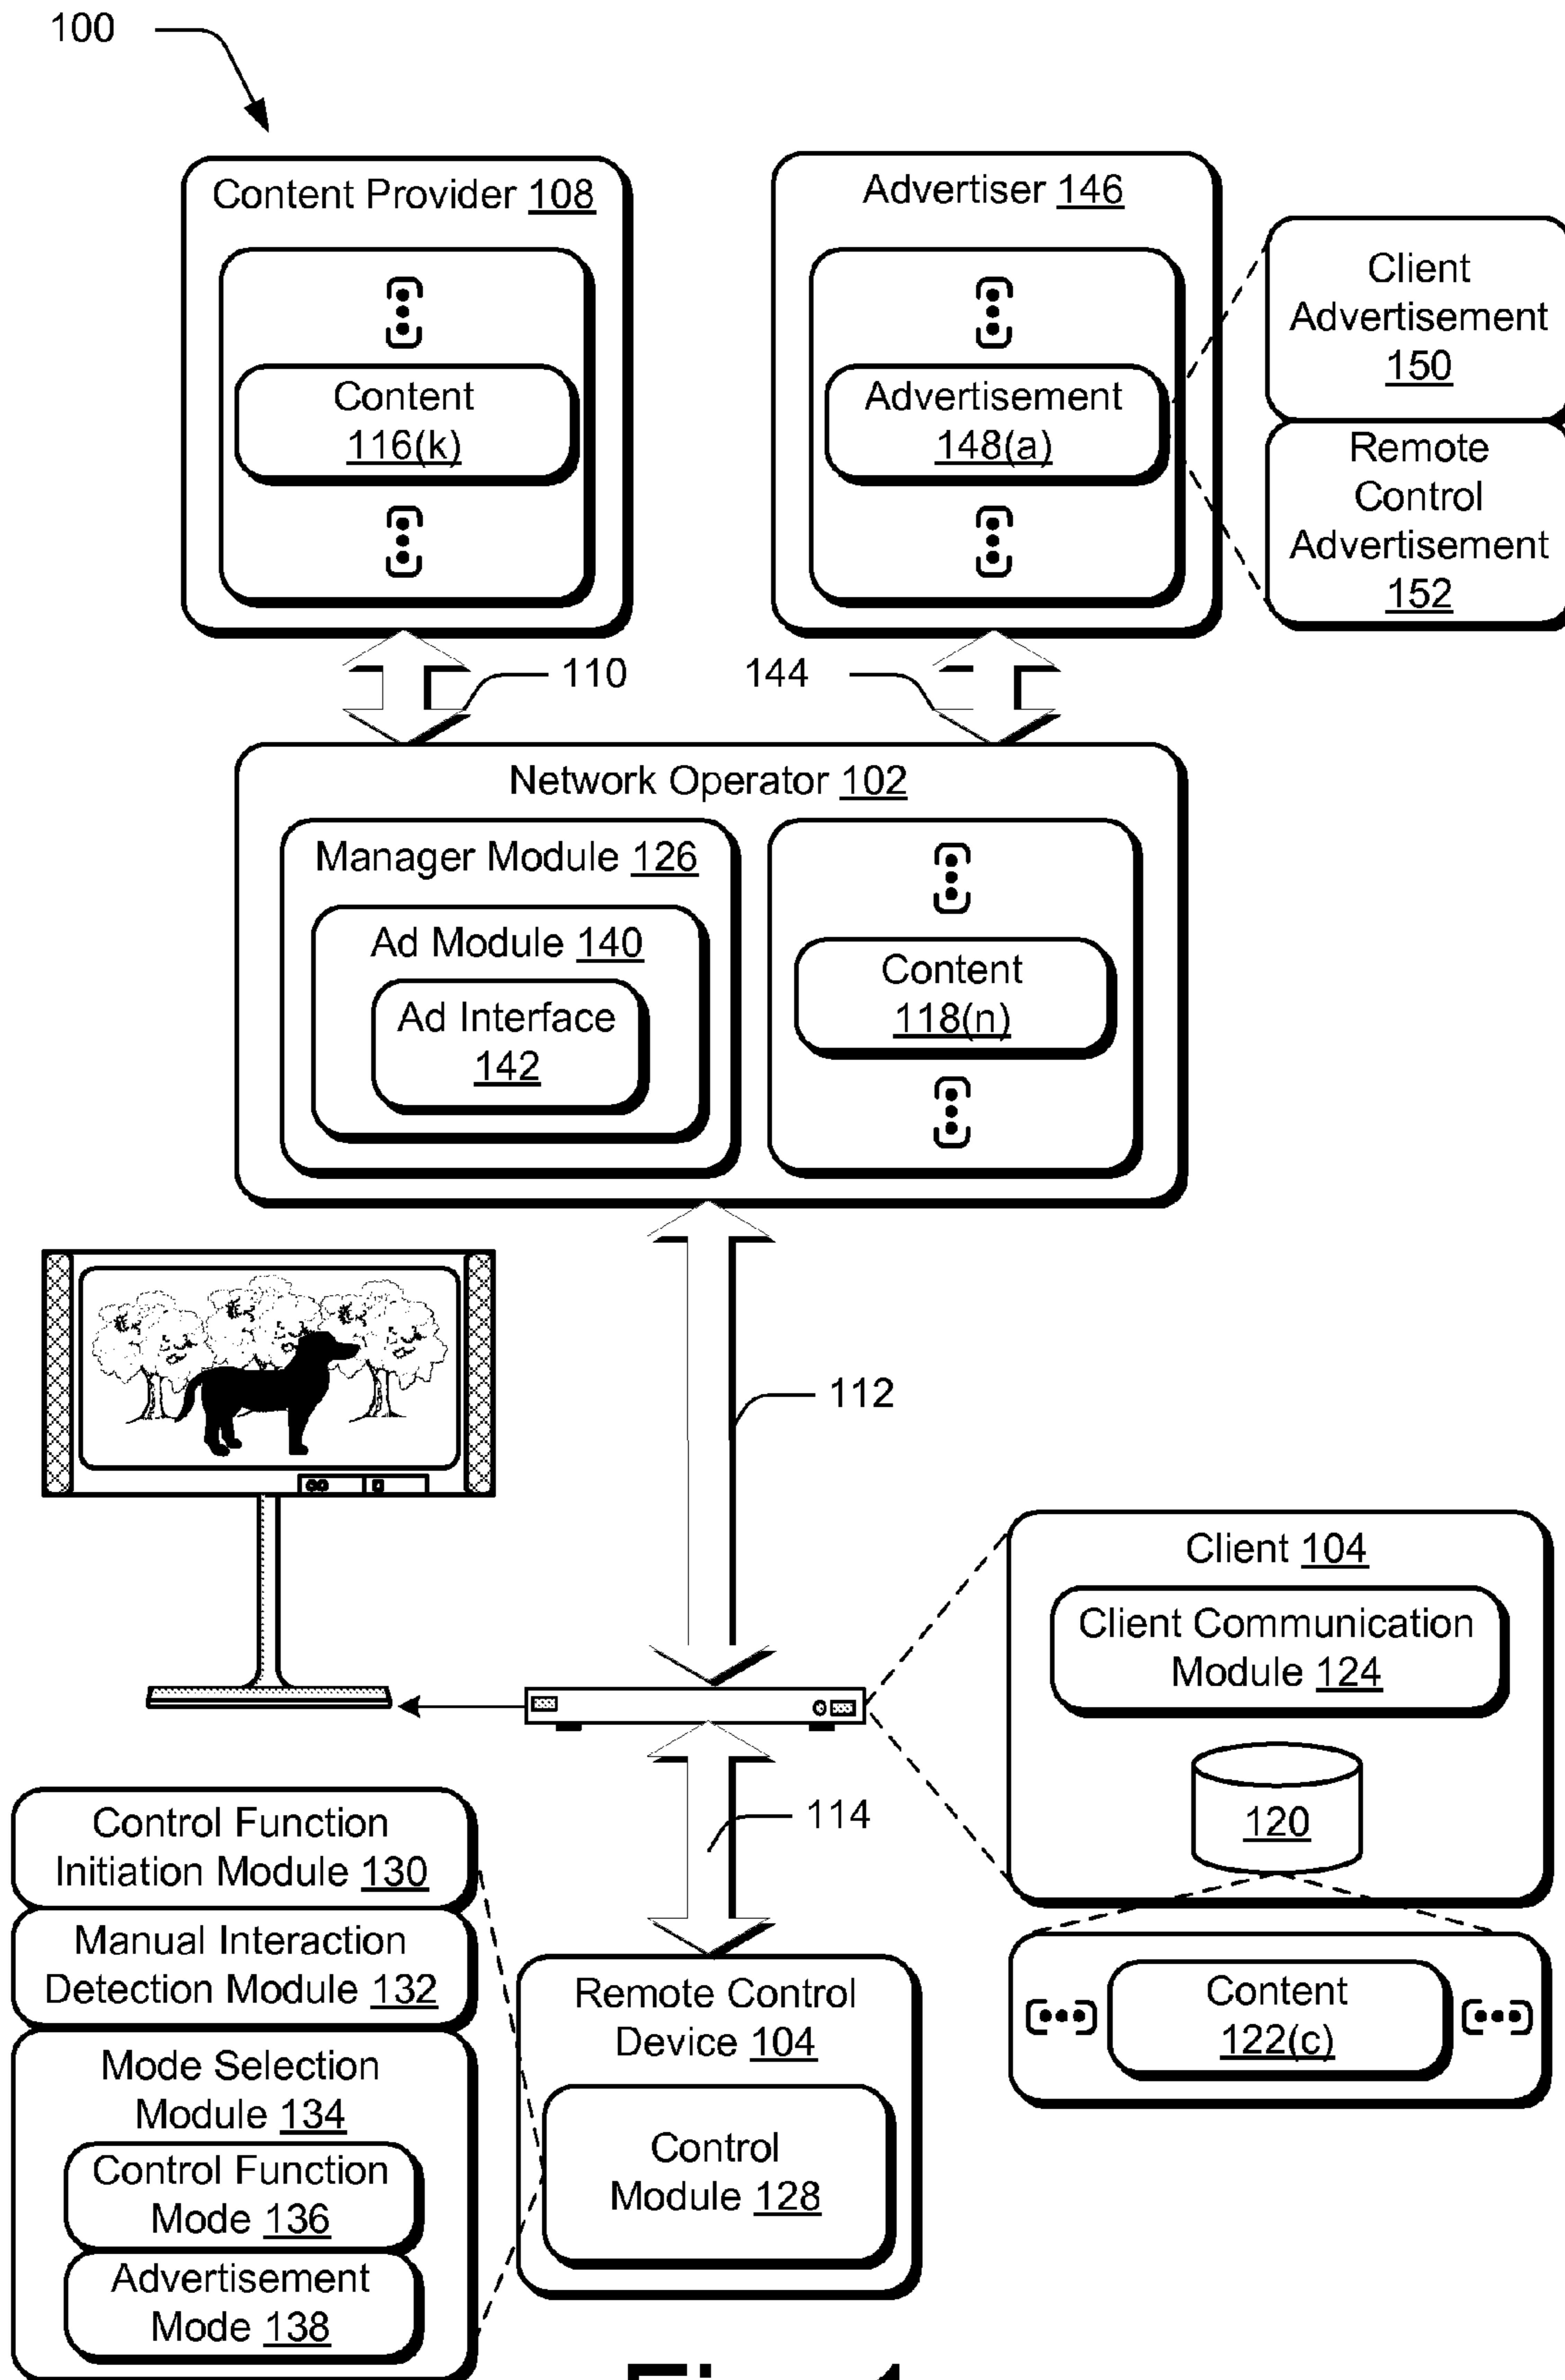 100
Content Provider 108
Content
116(k)
Advertiser 146
Advertisement
148(a)
Client
Advertisement
150
Remote
Control
Advertisement
152
110
144
Network Operator 102
Manager Module 126
Ad Module 140
Ad Interface
142
Content
118(n)
112
Client 104
Client Communication
Module 124
120
Content
122(c)
114
Control Function
Initiation Module 130
Manual Interaction
Detection Module 132
Mode Selection
Module 134
Control Function
Mode 136
Advertisement
Mode 138
Remote Control
Device 104
Control
Module 128